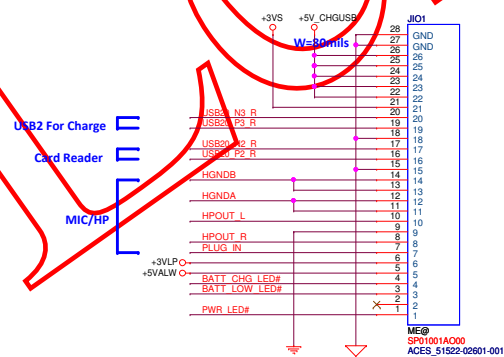 +3VS
+5V_CHGUSB
JIO1
W=80mils
28 GND
27 GND
26 26
25 25
24 24
23 23
22 22
21 21
USB20_N3_R 20 20
USB20_P3_R 19 19
USB2 For Charge
18 18
USB20_N2_R 17 17
USB20_P2_R 16 16
Card Reader
15 15
HGNDB 14 14
13 13
HGNDA 12 12
11 11
MIC/HP
HPOUT_L 10 10
9 9
HPOUT_R 8 8
PLUG_IN 7 7
+3VLP 6 6
+5VALW 5 5
BATT_CHG_LED# 4 4
BATT_LOW_LED# 3 3
2 2
PWR_LED# 1 1
ME@
SP01001AO00
ACES_51522-02601-001